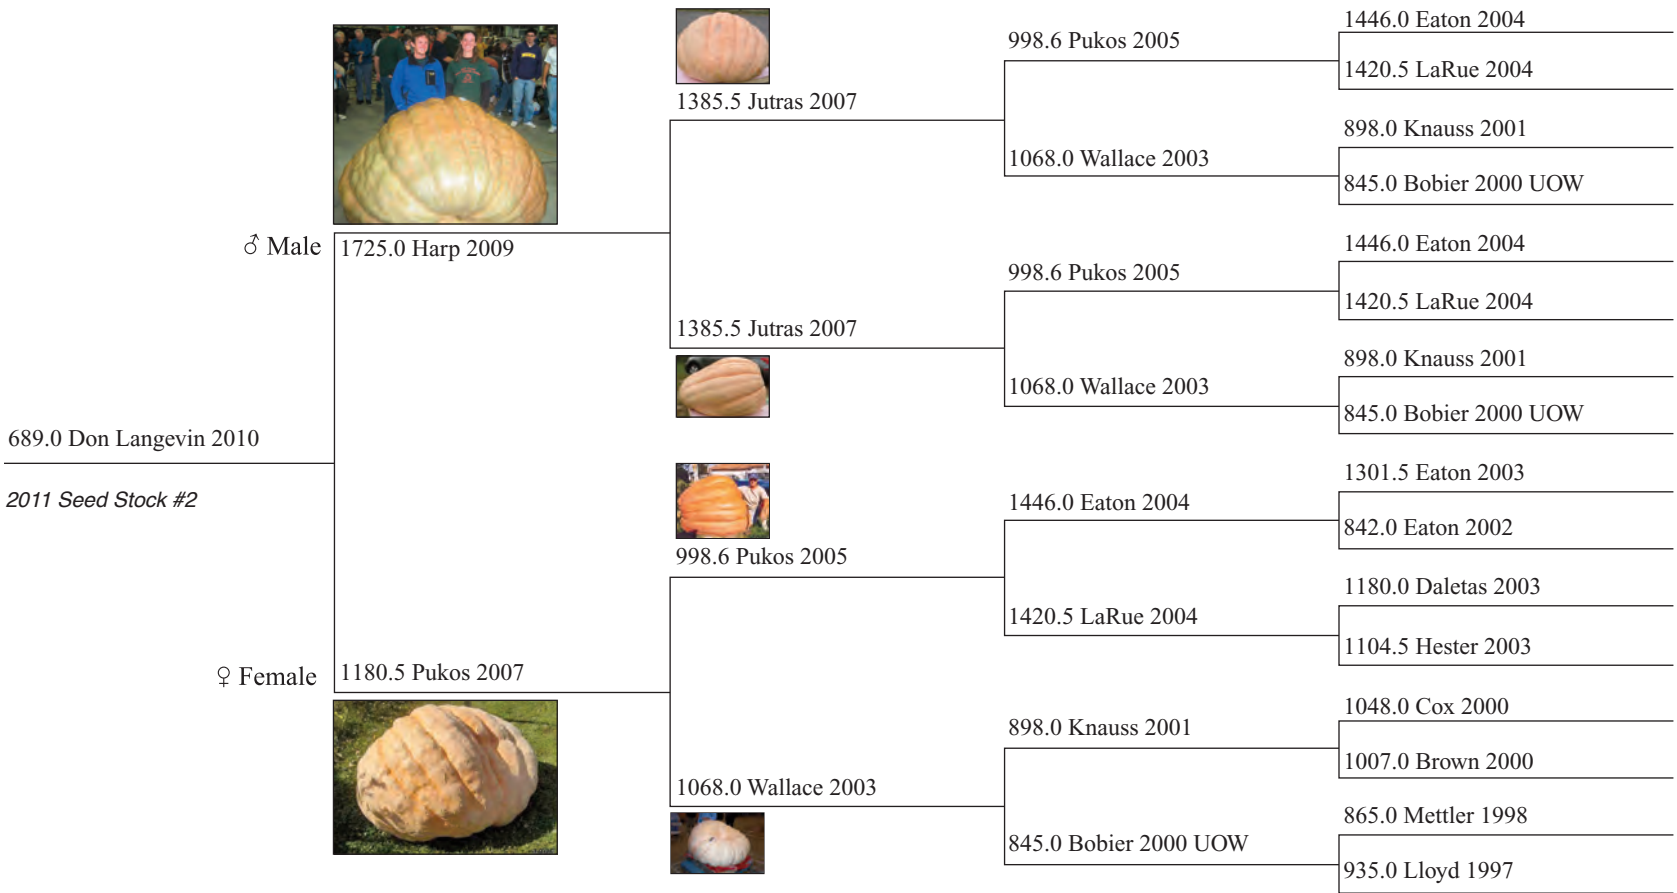 1446.0 Eaton 2004
998.6 Pukos 2005
1420.5 LaRue 2004
1385.5 Jutras 2007
898.0 Knauss 2001
1068.0 Wallace 2003
845.0 Bobier 2000 UOW
♂ Male
1725.0 Harp 2009
1446.0 Eaton 2004
998.6 Pukos 2005
1420.5 LaRue 2004
1385.5 Jutras 2007
898.0 Knauss 2001
1068.0 Wallace 2003
845.0 Bobier 2000 UOW
689.0 Don Langevin 2010
2011 Seed Stock #2
1301.5 Eaton 2003
1446.0 Eaton 2004
842.0 Eaton 2002
998.6 Pukos 2005
1180.0 Daletas 2003
1420.5 LaRue 2004
1104.5 Hester 2003
♀ Female
1180.5 Pukos 2007
1048.0 Cox 2000
898.0 Knauss 2001
1007.0 Brown 2000
1068.0 Wallace 2003
865.0 Mettler 1998
845.0 Bobier 2000 UOW
935.0 Lloyd 1997